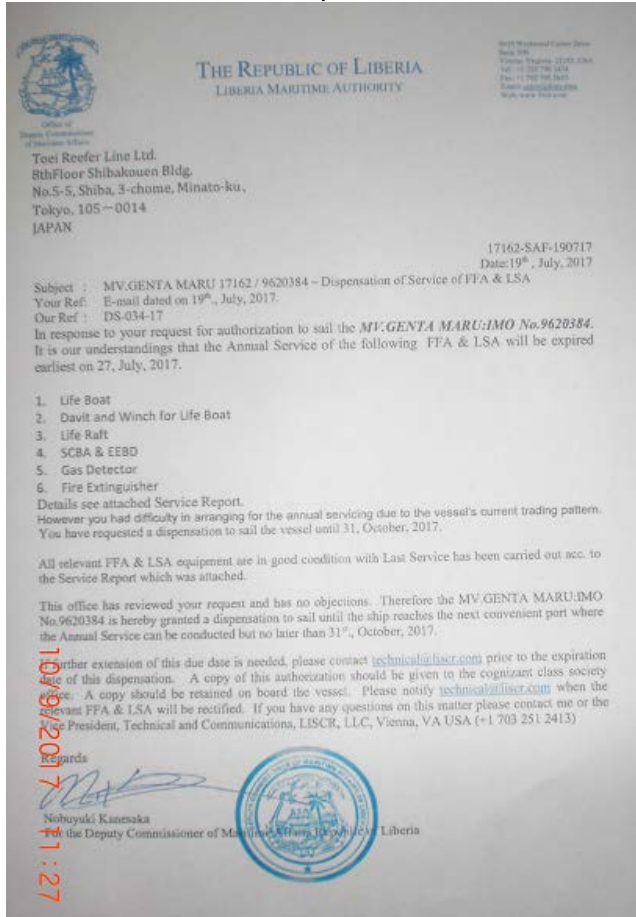 THE REPUBLIC OF LIBERIA
LIBERIA MARITIME AUTHORITY
Office of
Deputy Commissioner
of Maritime Affairs
Toei Reefer Line Ltd.
8thFloor Shibakouen Bldg.
No.5-5, Shiba, 3-chome, Minato-ku,
Tokyo, 105－0014
JAPAN
17162-SAF-190717
Date:19th , July, 2017
Subject : MV.GENTA MARU 17162 / 9620384 – Dispensation of Service of FFA & LSA
Your Ref: E-mail dated on 19th., July, 2017.
Our Ref : DS-034-17
In response to your request for authorization to sail the MV.GENTA MARU:IMO No.9620384.
It is our understandings that the Annual Service of the following FFA & LSA will be expired
earliest on 27, July, 2017.
1. Life Boat
2. Davit and Winch for Life Boat
3. Life Raft
4. SCBA & EEBD
5. Gas Detector
6. Fire Extinguisher
Details see attached Service Report.
However you had difficulty in arranging for the annual servicing due to the vessel's current trading pattern.
You have requested a dispensation to sail the vessel until 31, October, 2017.
All relevant FFA & LSA equipment are in good condition with Last Service has been carried out acc. to
the Service Report which was attached.
This office has reviewed your request and has no objections. Therefore the MV.GENTA MARU:IMO
No.9620384 is hereby granted a dispensation to sail until the ship reaches the next convenient port where
the Annual Service can be conducted but no later than 31st., October, 2017.
further extension of this due date is needed, please contact technical@liscr.com prior to the expiration
date of this dispensation. A copy of this authorization should be given to the cognizant class society
office. A copy should be retained on board the vessel. Please notify technical@liscr.com when the
relevant FFA & LSA will be rectified. If you have any questions on this matter please contact me or the
Vice President, Technical and Communications, LISCR, LLC, Vienna, VA USA (+1 703 251 2413)
Regards
Nobuyuki Kanesaka
For the Deputy Commissioner of Maritime Affairs Republic of Liberia
10/9/2017 11:27